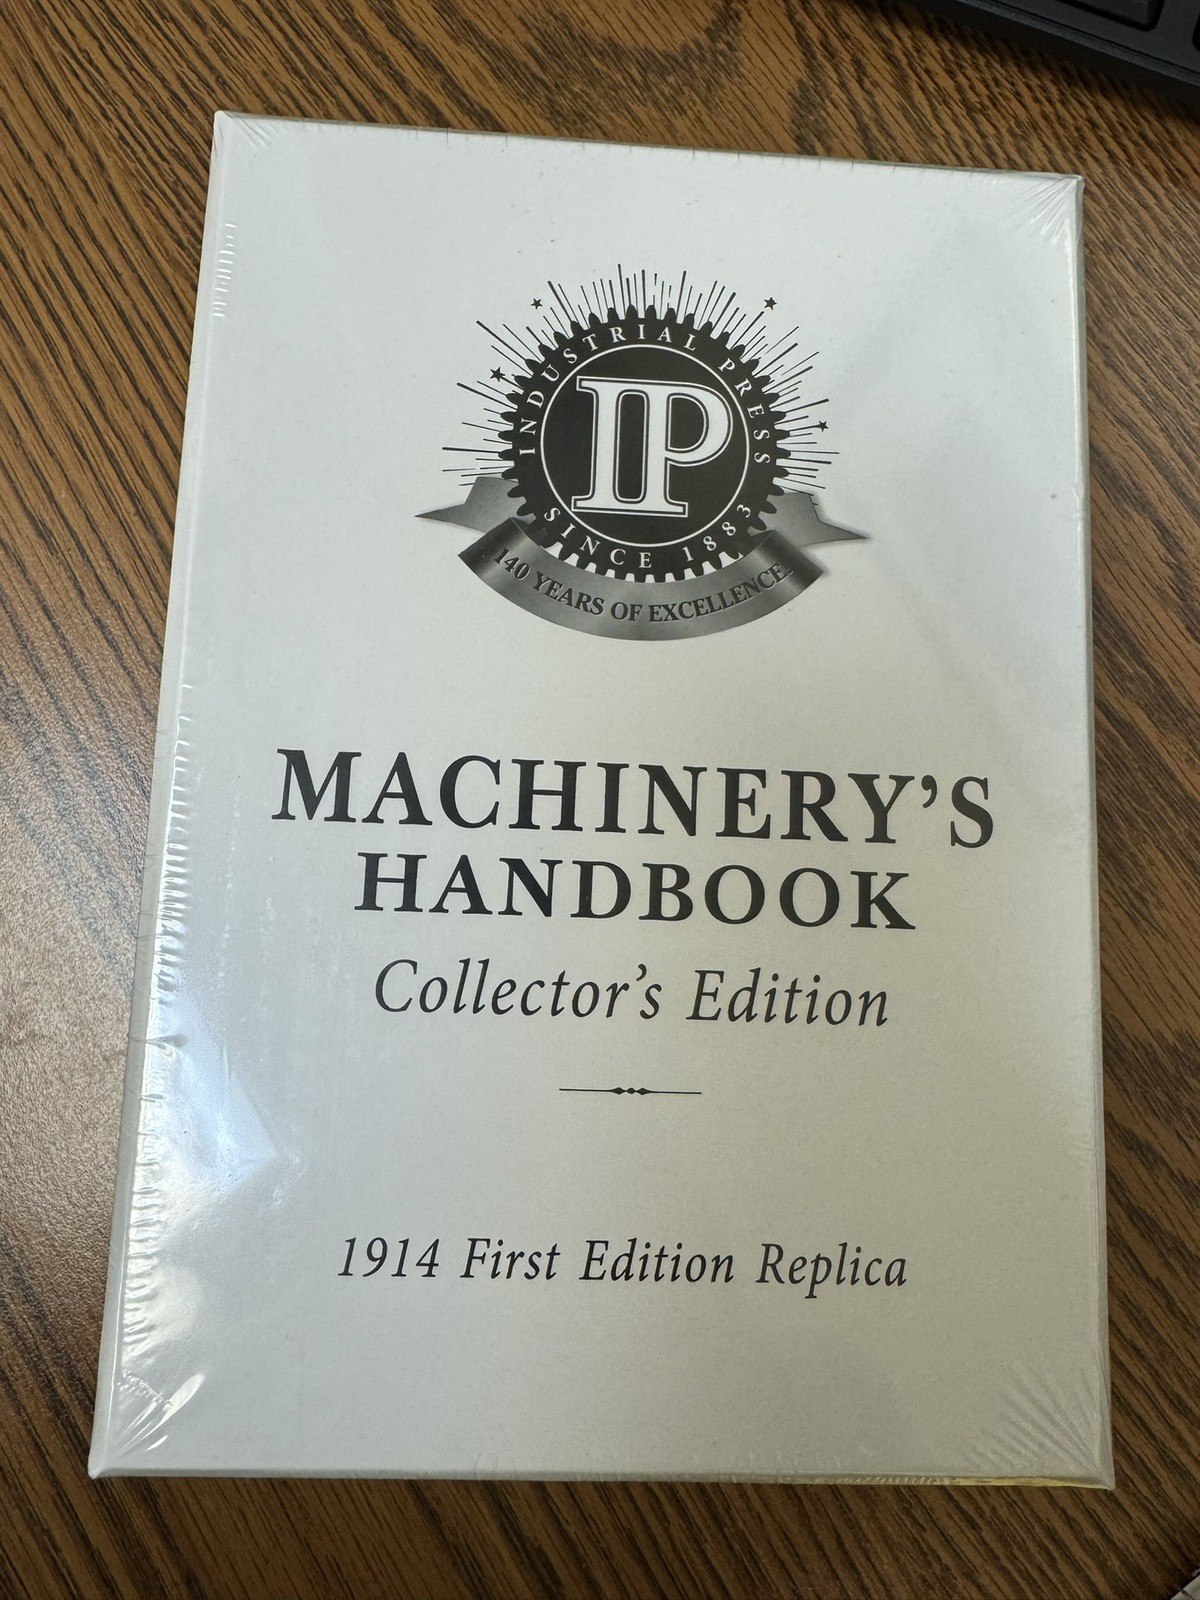 INDUSTRIAL PRESS
IP
SINCE 1883
140 YEARS OF EXCELLENCE
MACHINERY'S
HANDBOOK
Collector's Edition
1914 First Edition Replica